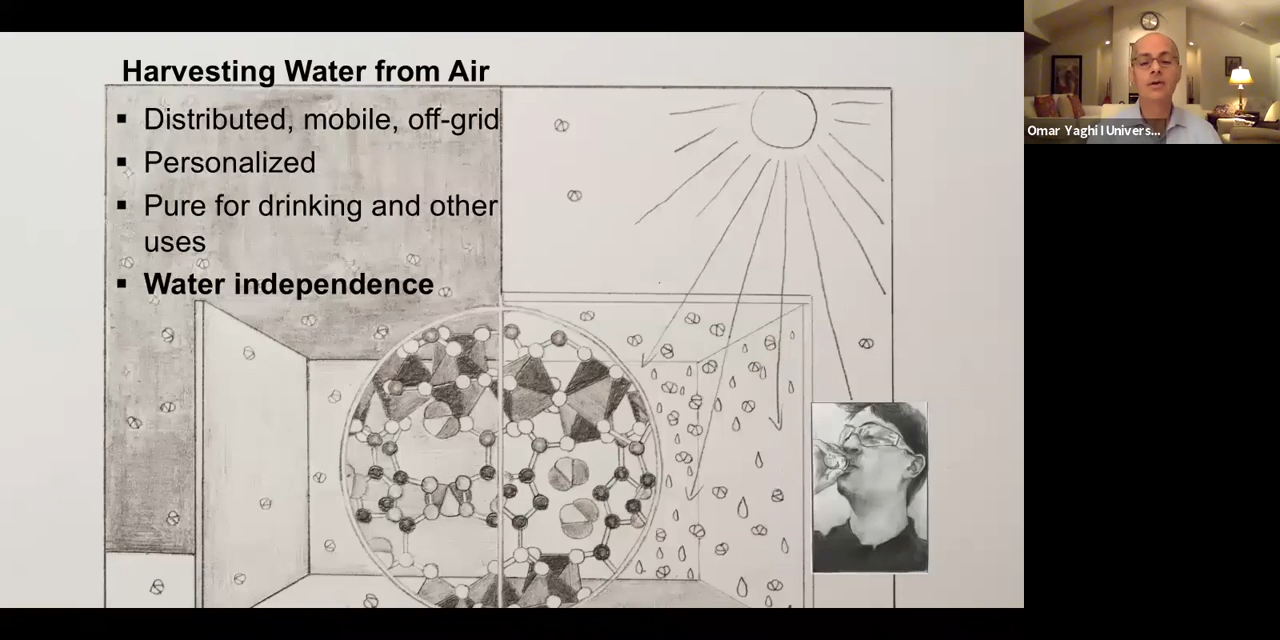 Harvesting Water from Air
▪ Distributed, mobile, off-grid
▪ Personalized
▪ Pure for drinking and other
uses
▪ Water independence
Omar Yaghi I Univers...